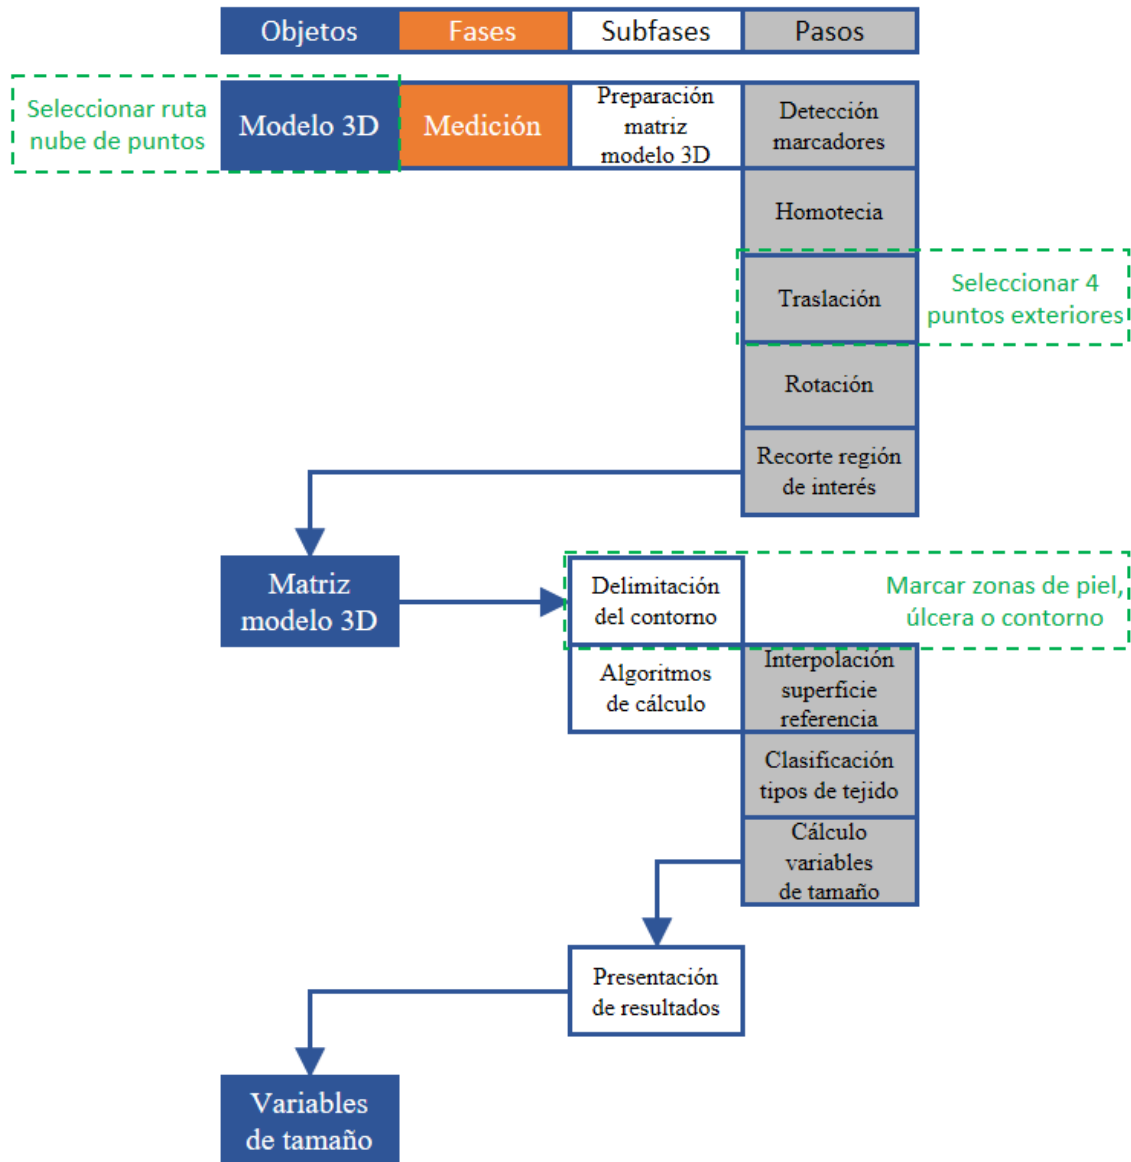 Objetos
Fases
Subfases
Pasos
Seleccionar ruta
nube de puntos
Modelo 3D
Medición
Preparación
matriz
modelo 3D
Detección
marcadores
Homotecia
Traslación
Seleccionar 4
puntos exteriores
Rotación
Recorte región
de interés
Matriz
modelo 3D
Delimitación
del contorno
Marcar zonas de piel,
úlcera o contorno
Algoritmos
de cálculo
Interpolación
superficie
referencia
Clasificación
tipos de tejido
Cálculo
variables
de tamaño
Presentación
de resultados
Variables
de tamaño